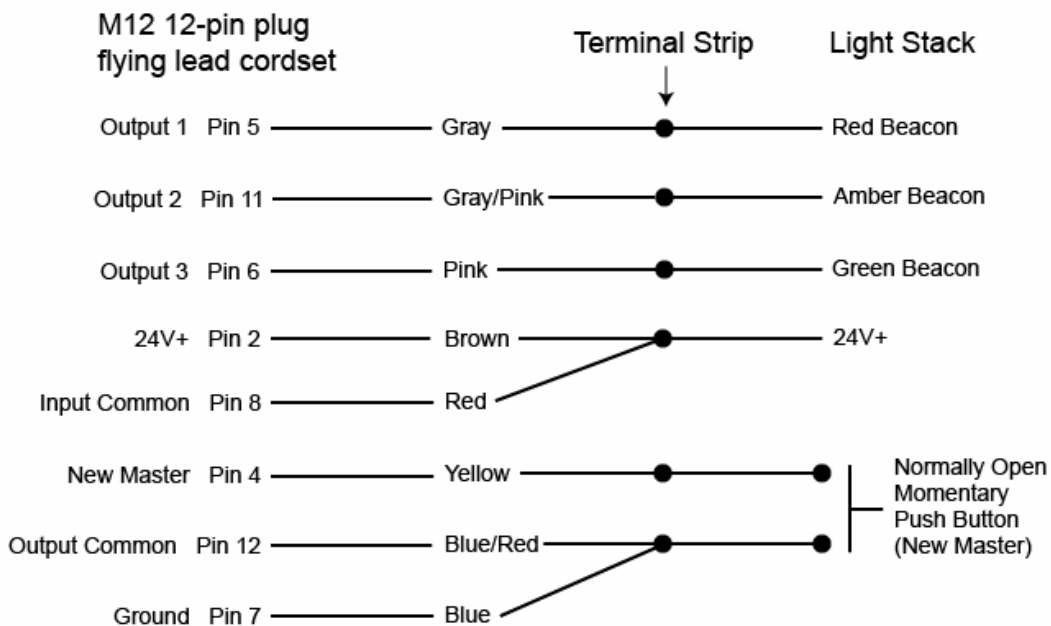 M12 12-pin plug
flying lead cordset
Terminal Strip
Light Stack
Output 1 Pin 5 Gray Red Beacon
Output 2 Pin 11 Gray/Pink Amber Beacon
Output 3 Pin 6 Pink Green Beacon
24V+ Pin 2 Brown 24V+
Input Common Pin 8 Red
New Master Pin 4 Yellow
Output Common Pin 12 Blue/Red
Ground Pin 7 Blue
Normally Open
Momentary
Push Button
(New Master)